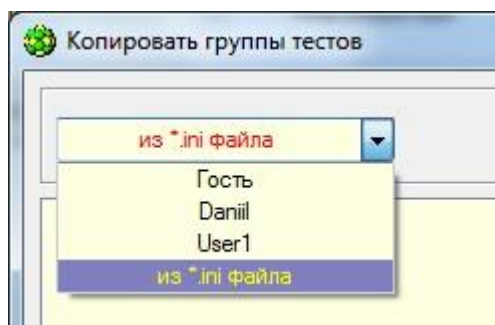 Копировать группы тестов
из *.ini файла
Гость
Daniil
User1
из *.ini файла